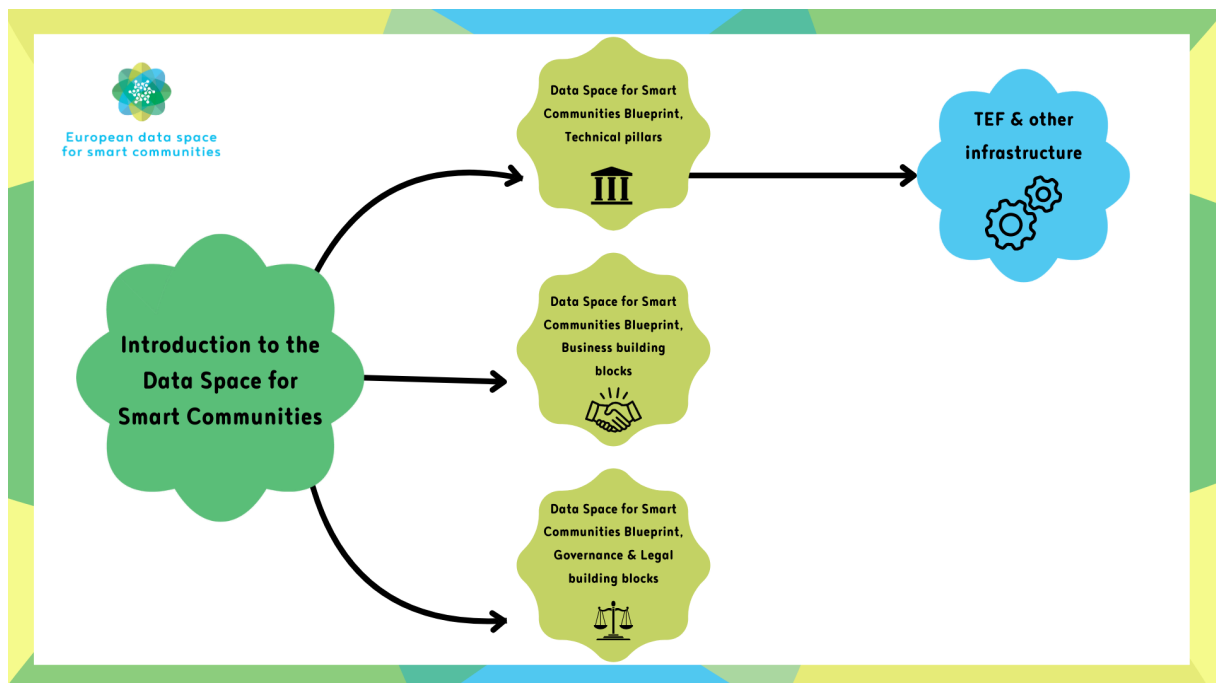 European data space
for smart communities
Introduction to the
Data Space for
Smart Communities
Data Space for Smart
Communities Blueprint,
Technical pillars
TEF & other
infrastructure
Data Space for Smart
Communities Blueprint,
Business building
blocks
Data Space for Smart
Communities Blueprint,
Governance & Legal
building blocks